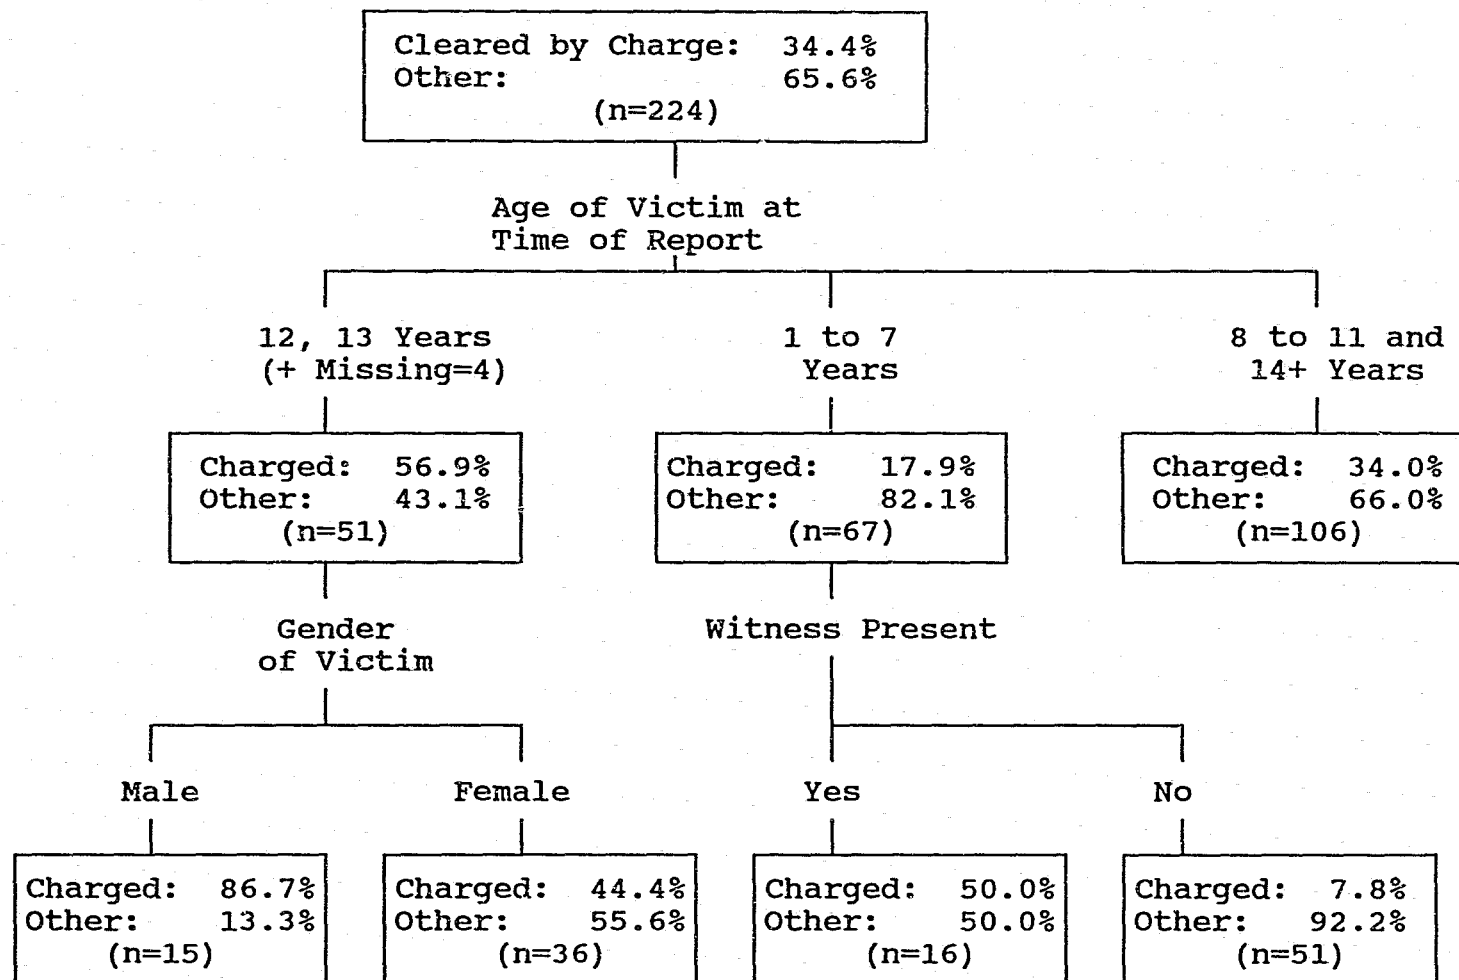 Cleared by Charge: 34.4%
Other: 65.6%
(n=224)
Age of Victim at
Time of Report
12, 13 Years
(+ Missing=4)
1 to 7
Years
8 to 11 and
14+ Years
Charged: 56.9%
Other: 43.1%
(n=51)
Charged: 17.9%
Other: 82.1%
(n=67)
Charged: 34.0%
Other: 66.0%
(n=106)
Gender
of Victim
Witness Present
Male
Female
Yes
No
Charged: 86.7%
Other: 13.3%
(n=15)
Charged: 44.4%
Other: 55.6%
(n=36)
Charged: 50.0%
Other: 50.0%
(n=16)
Charged: 7.8%
Other: 92.2%
(n=51)